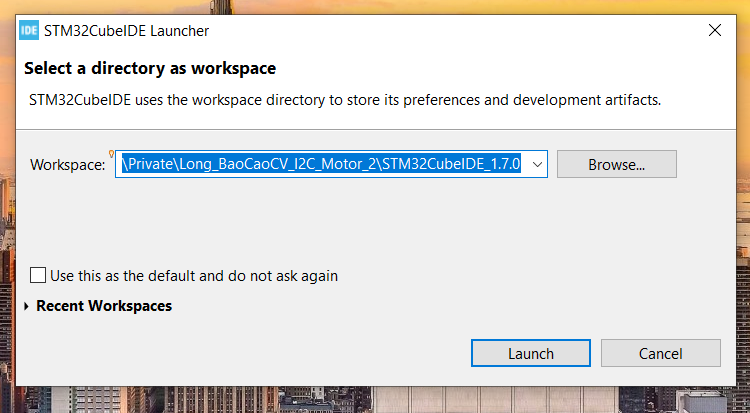 IDE STM32CubeIDE Launcher
Select a directory as workspace
STM32CubeIDE uses the workspace directory to store its preferences and development artifacts.
Workspace: \Private\Long_BaoCaoCV_I2C_Motor_2\STM32CubeIDE_1.7.0 Browse...
Use this as the default and do not ask again
Recent Workspaces
Launch Cancel